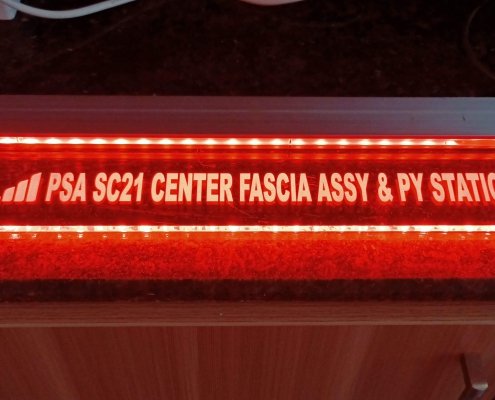 PSA SC21 CENTER FASCIA ASSY & PY STATIO